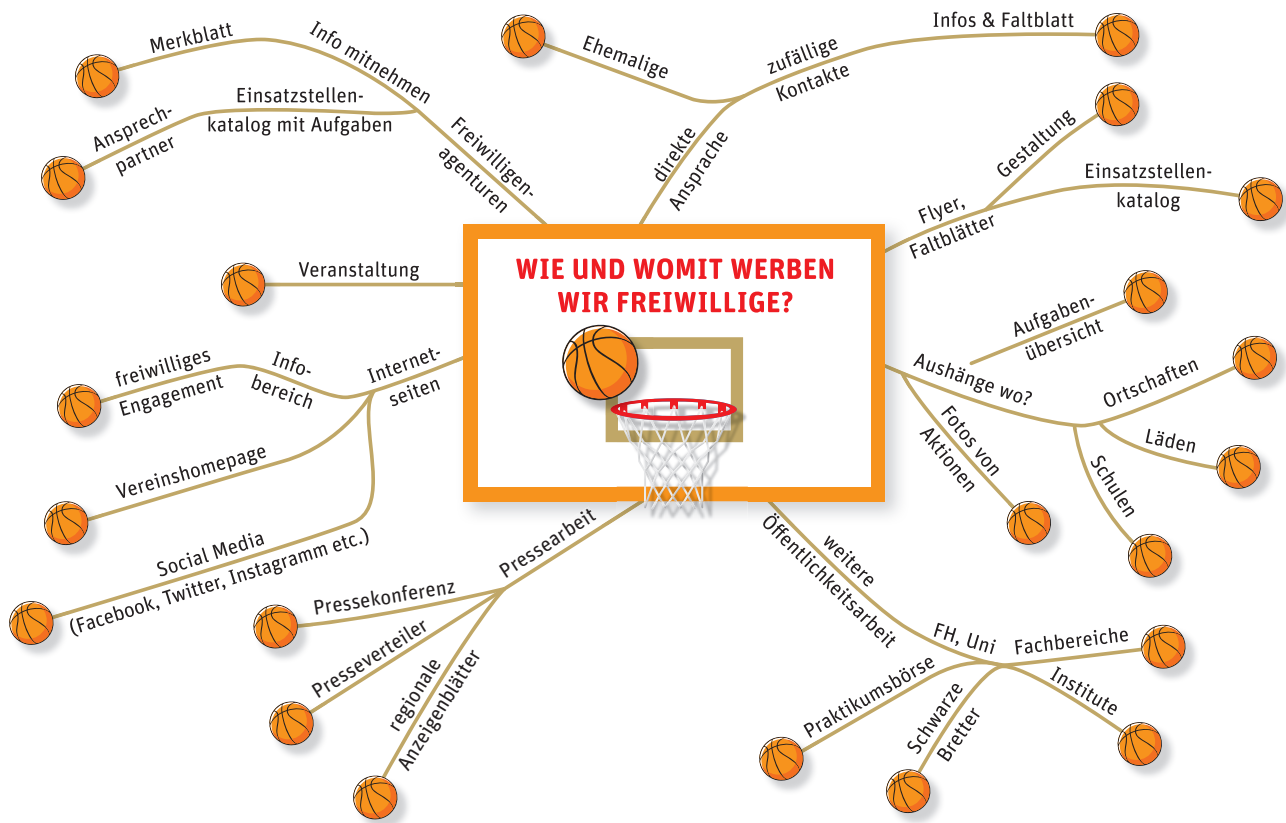 WIE UND WOMIT WERBEN
WIR FREIWILLIGE?
Freiwilligen-
agenturen
Info mitnehmen
Merkblatt
Einsatzstellen-
katalog mit Aufgaben
Ansprech-
partner
direkte
Ansprache
Ehemalige
zufällige
Kontakte
Infos & Faltblatt
Flyer,
Faltblätter
Gestaltung
Einsatzstellen-
katalog
Aushänge wo?
Aufgaben-
übersicht
Ortschaften
Läden
Schulen
Fotos von
Aktionen
weitere
Öffentlichkeitsarbeit
FH, Uni
Fachbereiche
Institute
Schwarze
Bretter
Praktikumsbörse
Pressearbeit
Pressekonferenz
Presseverteiler
regionale
Anzeigenblätter
Internet-
seiten
Info-
bereich
freiwilliges
Engagement
Vereinshomepage
Social Media
(Facebook, Twitter, Instagramm etc.)
Veranstaltung